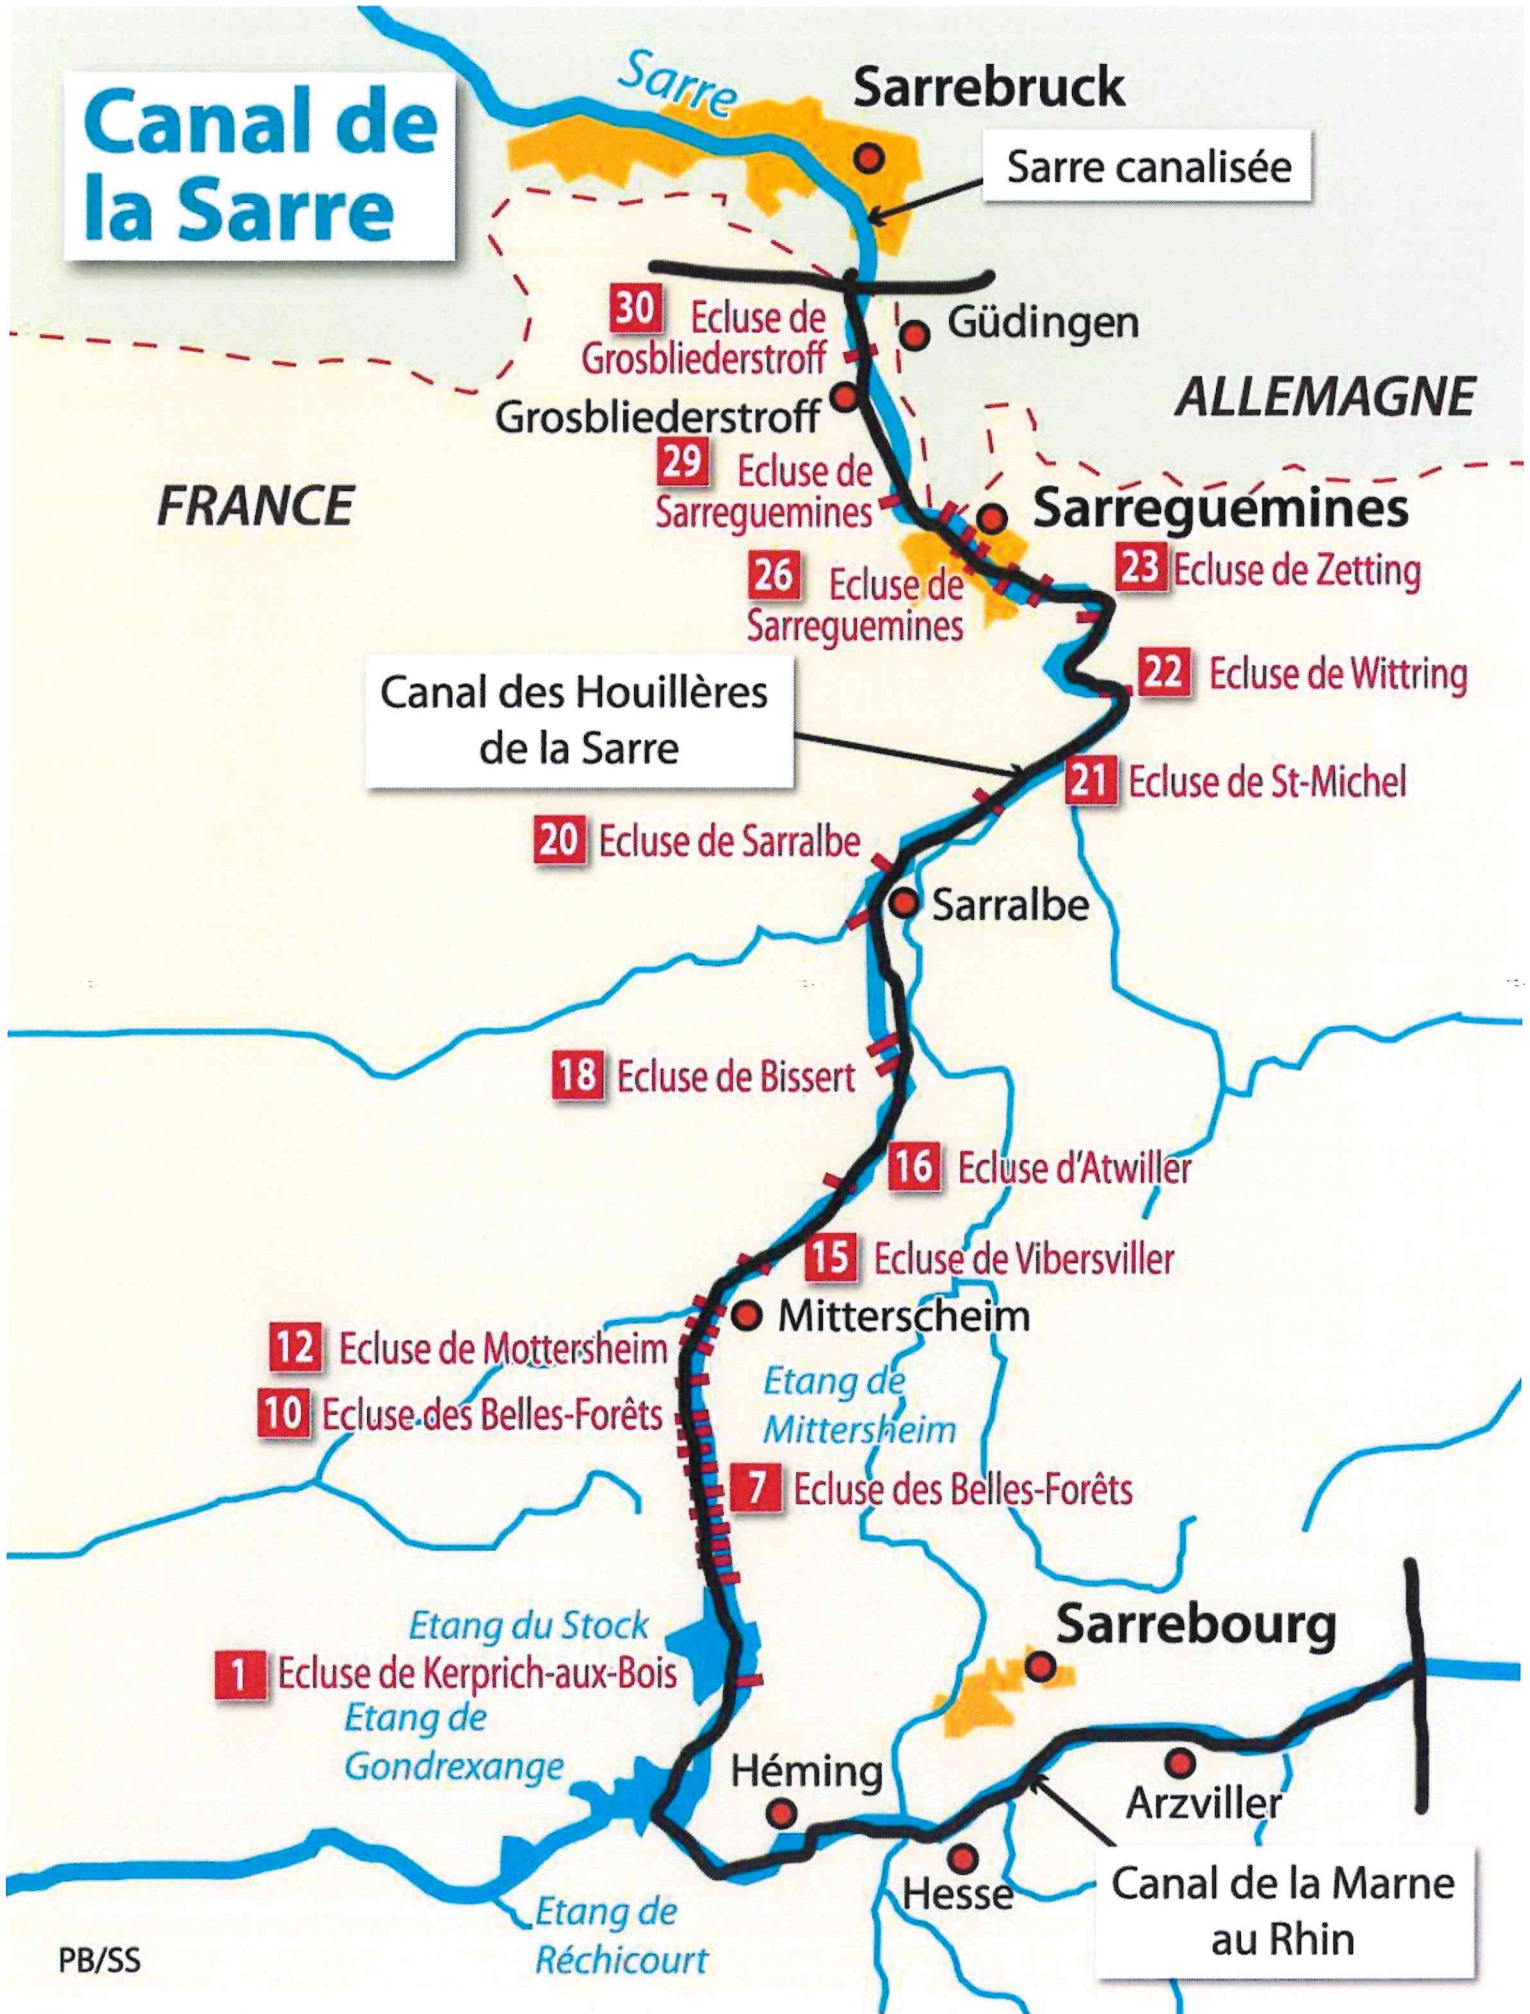 Canal de
la Sarre
Sarre
Sarrebruck
Sarre canalisée
30 Ecluse de
Grosbliederstroff
Güdingen
Grosbliederstroff
ALLEMAGNE
29 Ecluse de
Sarreguemines
FRANCE
Sarreguemines
26 Ecluse de
Sarreguemines
23 Ecluse de Zetting
22 Ecluse de Wittring
Canal des Houillères
de la Sarre
21 Ecluse de St-Michel
20 Ecluse de Sarralbe
Sarralbe
18 Ecluse de Bissert
16 Ecluse d'Atwiller
15 Ecluse de Vibersviller
Mitterscheim
12 Ecluse de Mottersheim
Etang de
Mittersheim
10 Ecluse des Belles-Forêts
7 Ecluse des Belles-Forêts
Etang du Stock
Sarrebourg
1 Ecluse de Kerprich-aux-Bois
Etang de
Gondrexange
Héming
Arzviller
Hesse
Canal de la Marne
au Rhin
Etang de
Réchicourt
PB/SS